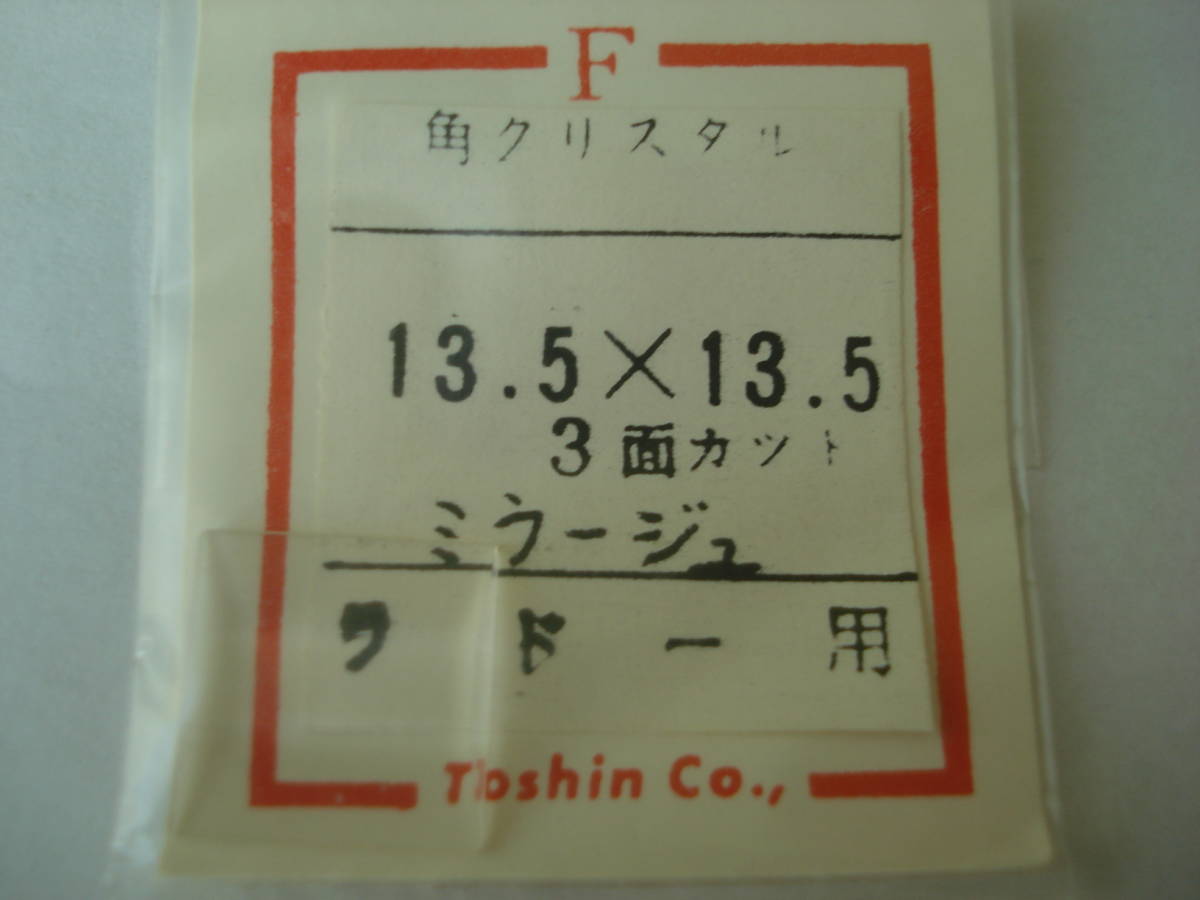 F
角クリスタル
13.5×13.5
3面カット
ミラージュ
ワドー用
Toshin Co.,